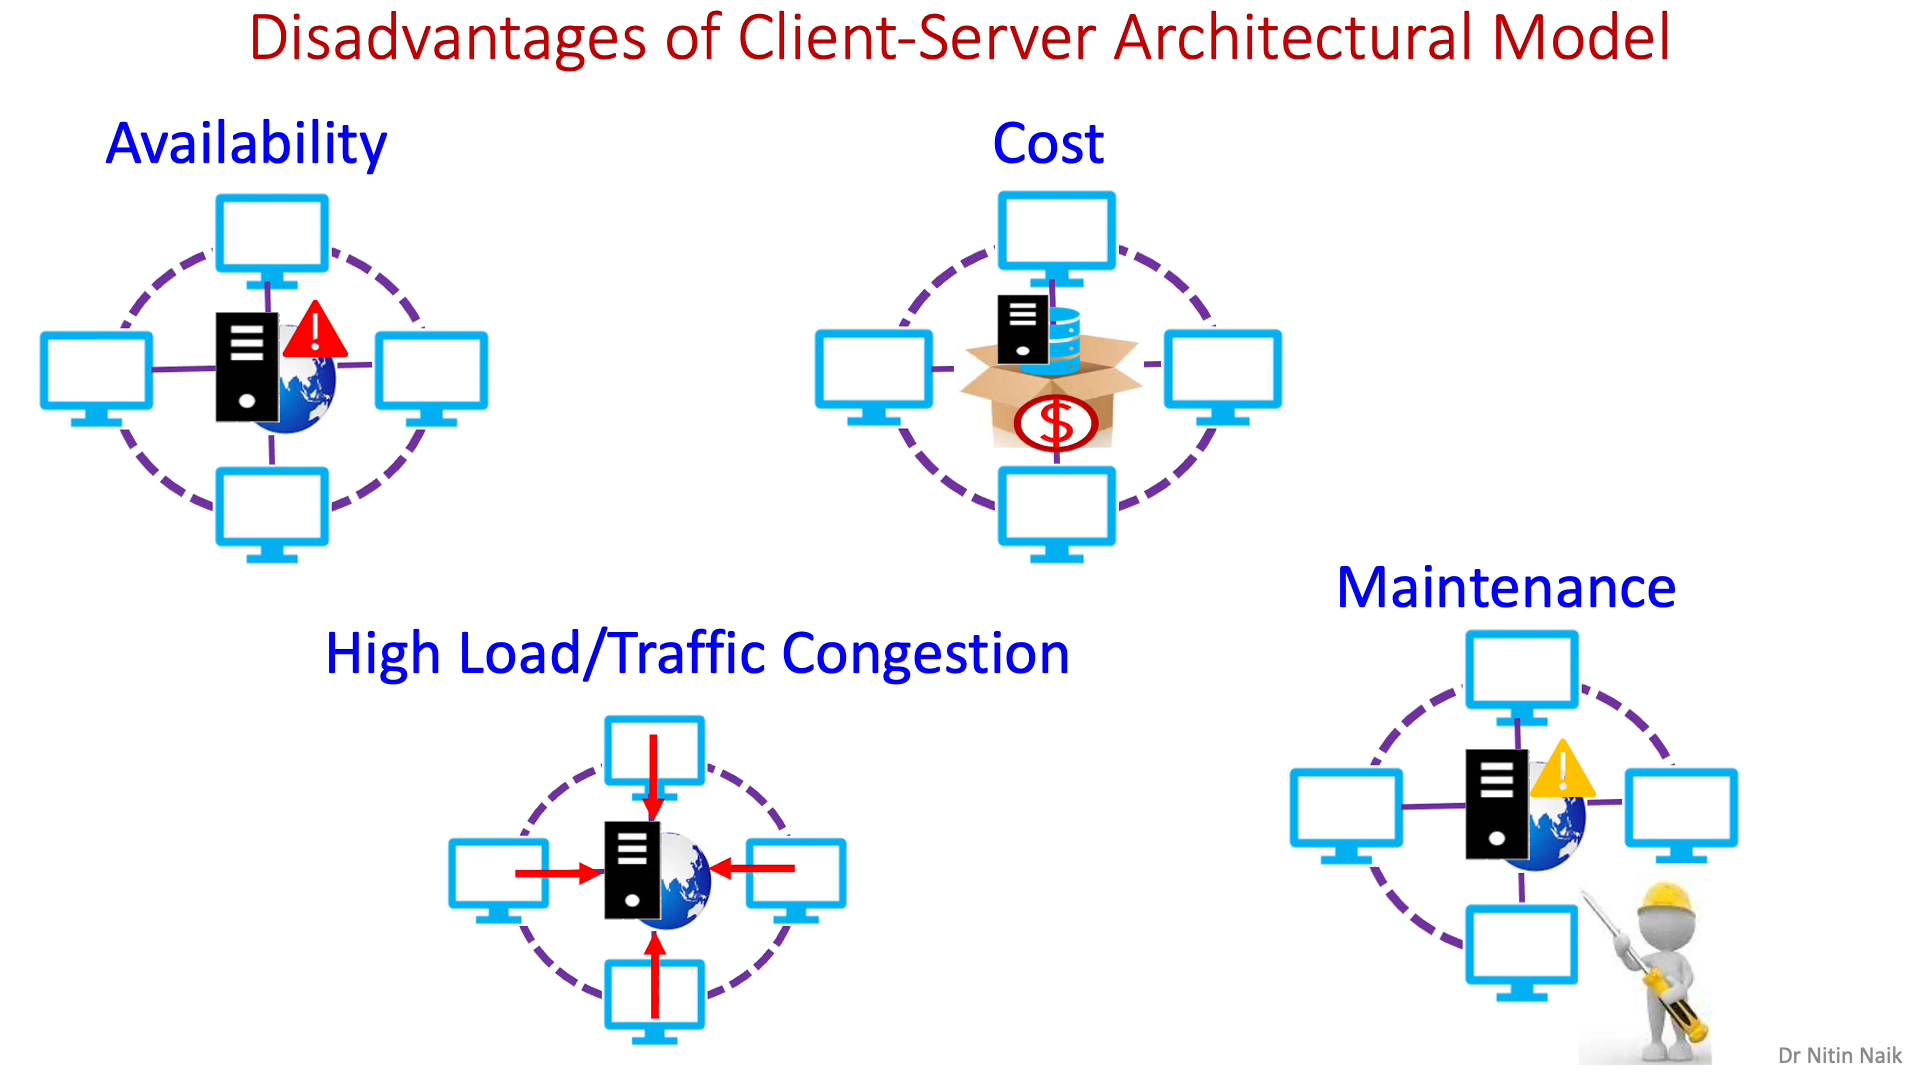 Disadvantages of Client-Server Architectural Model
Availability
Cost
$
High Load/Traffic Congestion
Maintenance
Dr Nitin Naik